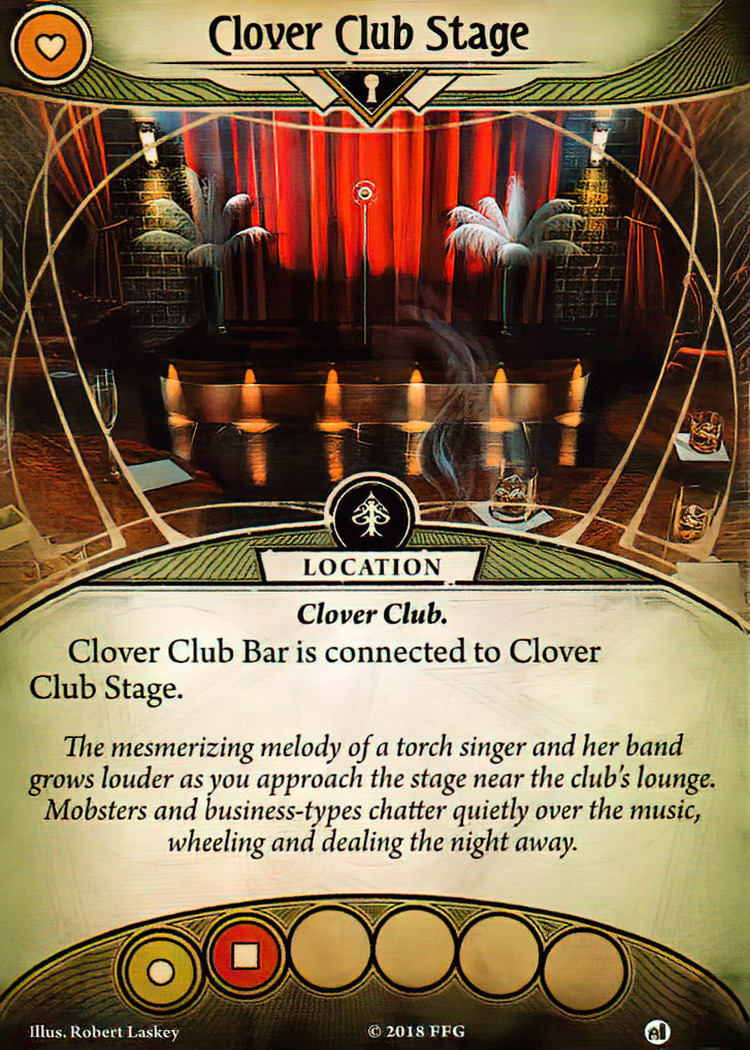 Clover Club Stage
LOCATION
Clover Club.
Clover Club Bar is connected to Clover
Club Stage.
The mesmerizing melody of a torch singer and her band
grows louder as you approach the stage near the club's lounge.
Mobsters and business-types chatter quietly over the music,
wheeling and dealing the night away.
Illus. Robert Laskey
© 2018 FFG